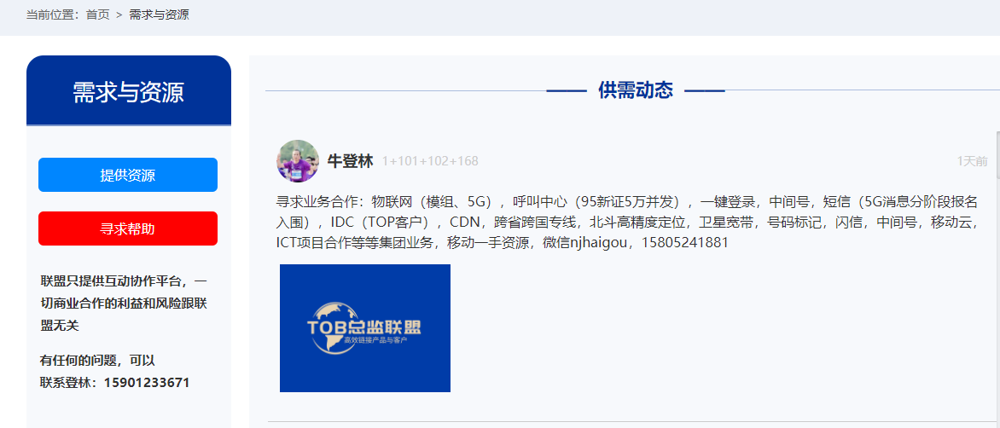 当前位置：首页 > 需求与资源
需求与资源
提供资源
寻求帮助
联盟只提供互动协作平台，一
切商业合作的利益和风险跟联
盟无关
有任何的问题，可以
联系登林：15901233671
供需动态
牛登林 1+101+102+168
1天前
寻求业务合作：物联网（模组、5G），呼叫中心（95新证5万并发），一键登录，中间号，短信（5G消息分阶段报名
入围），IDC（TOP客户），CDN，跨省跨国专线，北斗高精度定位，卫星宽带，号码标记，闪信，中间号，移动云，
ICT项目合作等等集团业务，移动一手资源，微信njhaigou，15805241881
TOB总监联盟
高效链接产品与客户